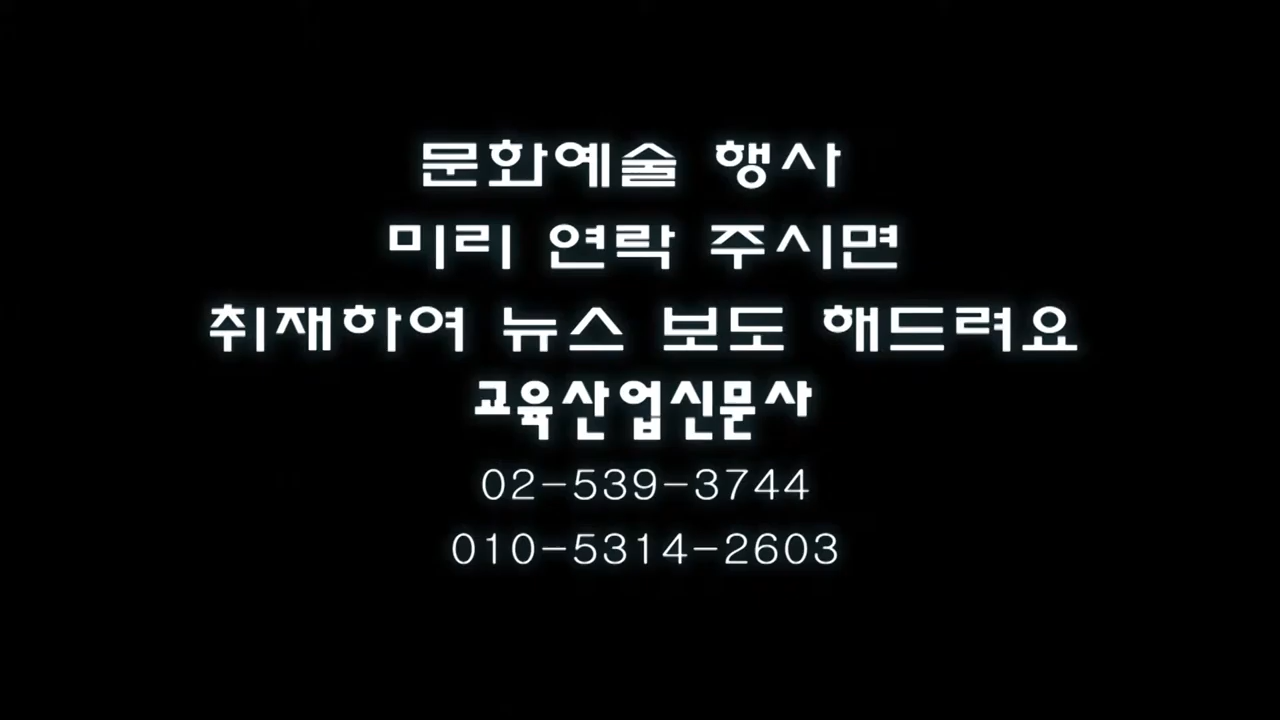 문화예술 행사
미리 연락 주시면
취재하여 뉴스 보도 해드려요
교육산업신문사
02-539-3744
010-5314-2603